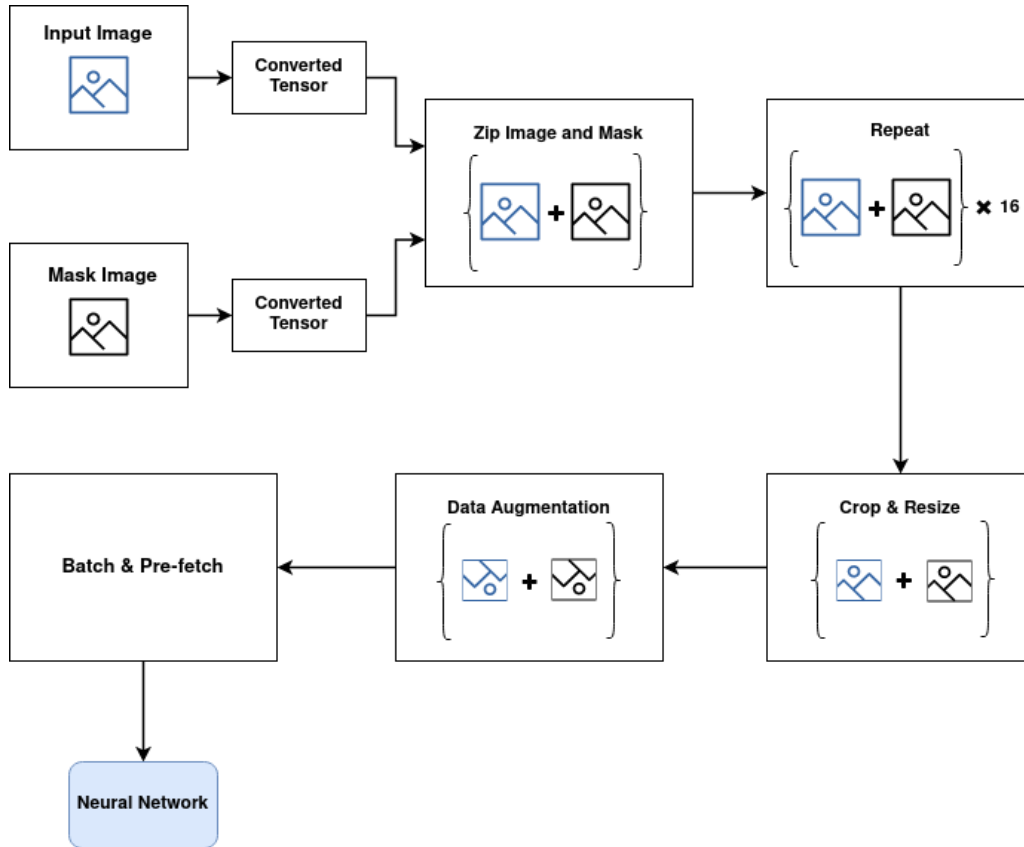 Input Image
Converted
Tensor
Mask Image
Converted
Tensor
Zip Image and Mask
+
Repeat
+
✖ 16
Crop & Resize
+
Data Augmentation
+
Batch & Pre-fetch
Neural Network